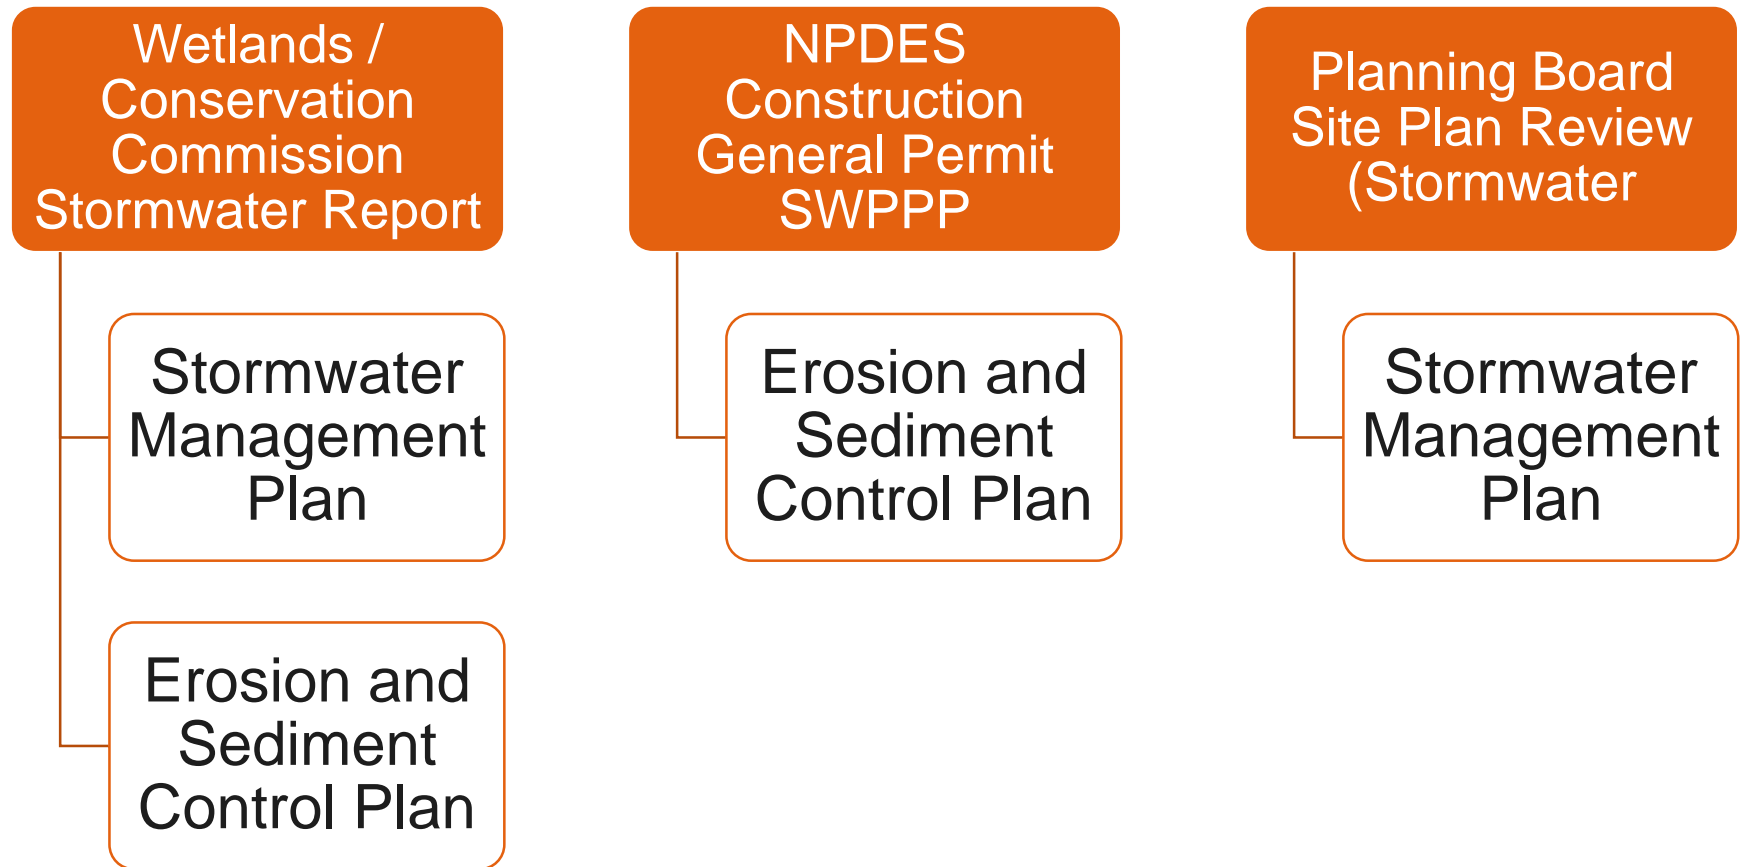 Wetlands /
Conservation
Commission
Stormwater Report
Stormwater
Management
Plan
Erosion and
Sediment
Control Plan
NPDES
Construction
General Permit
SWPPP
Erosion and
Sediment
Control Plan
Planning Board
Site Plan Review
(Stormwater
Stormwater
Management
Plan